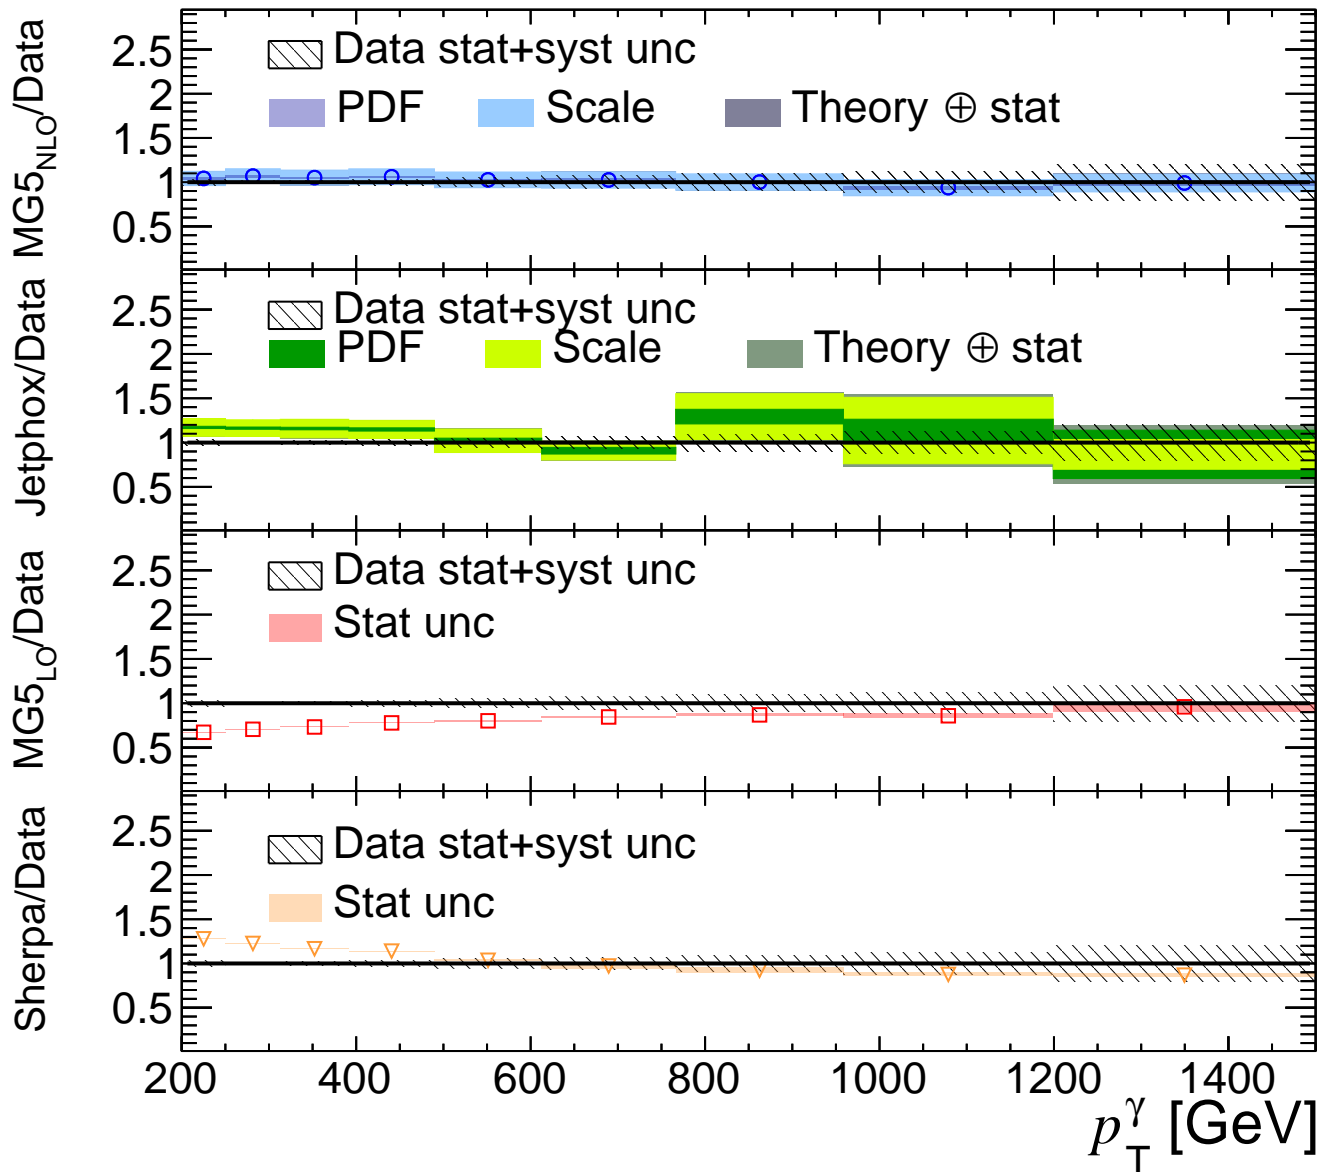 MG5NLO/Data
2.5
2
1.5
1
0.5
Data stat+syst unc
PDF Scale Theory ⊕ stat
Jetphox/Data
2.5
2
1.5
1
0.5
Data stat+syst unc
PDF Scale Theory ⊕ stat
MG5LO/Data
2.5
2
1.5
1
0.5
Data stat+syst unc
Stat unc
Sherpa/Data
2.5
2
1.5
1
0.5
Data stat+syst unc
Stat unc
200 400 600 800 1000 1200 1400
pγT [GeV]